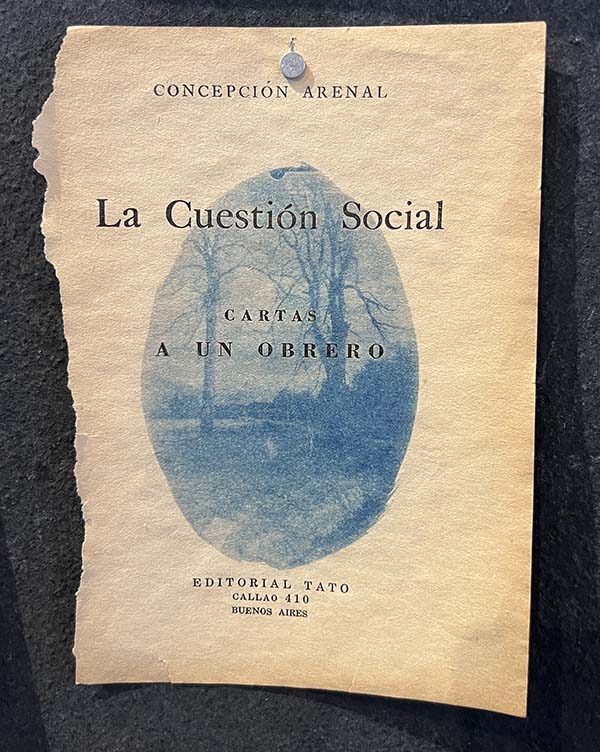 CONCEPCIÓN ARENAL
La Cuestión Social
CARTAS
A UN OBRERO
EDITORIAL TATO
CALLAO 410
BUENOS AIRES